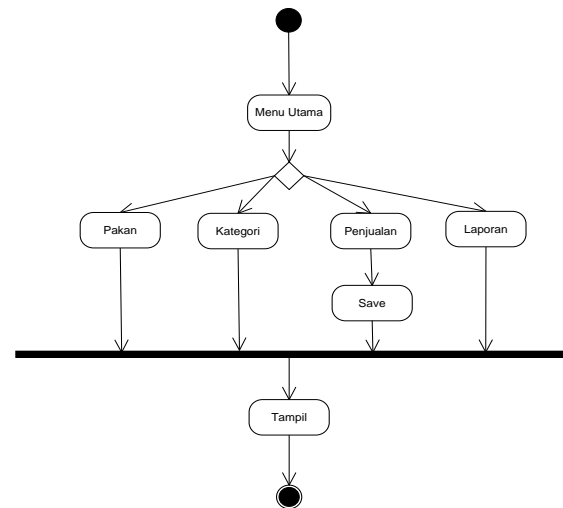 Menu Utama
Pakan
Kategori
Penjualan
Laporan
Save
Tampil